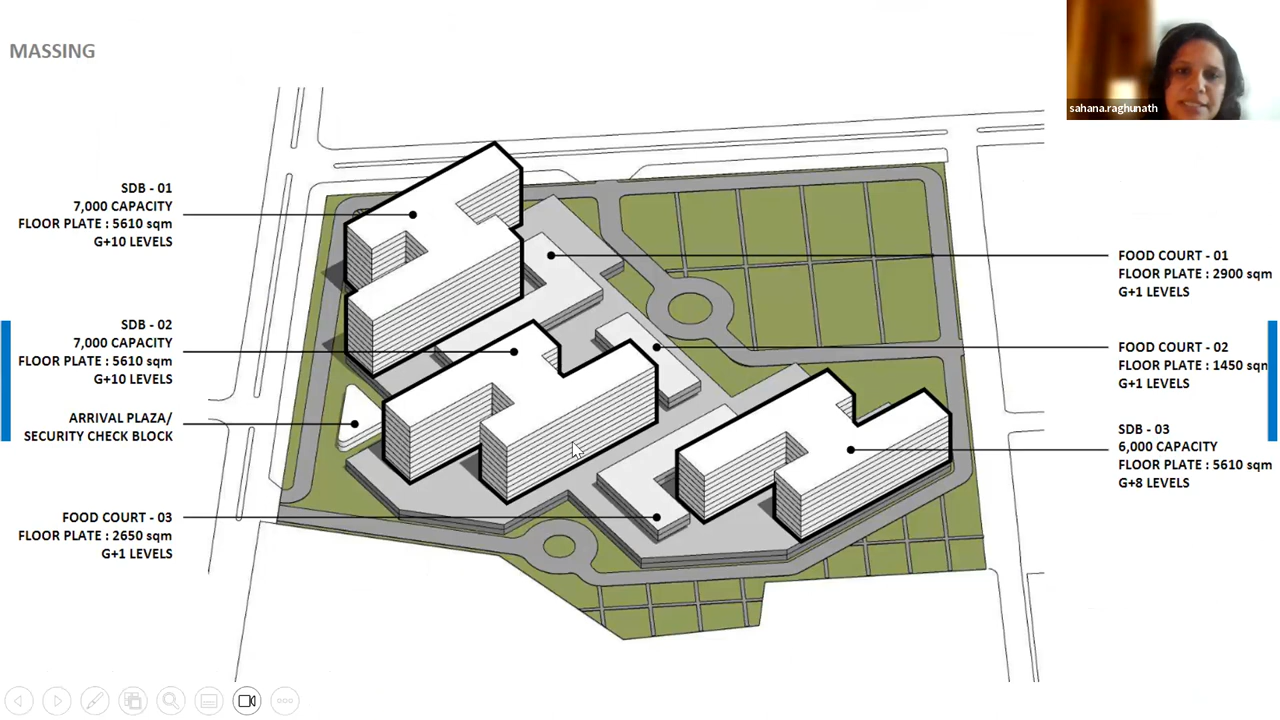 MASSING
sahana.raghunath
SDB - 01
7,000 CAPACITY
FLOOR PLATE : 5610 sqm
G+10 LEVELS
SDB - 02
7,000 CAPACITY
FLOOR PLATE : 5610 sqm
G+10 LEVELS
ARRIVAL PLAZA/
SECURITY CHECK BLOCK
FOOD COURT - 03
FLOOR PLATE : 2650 sqm
G+1 LEVELS
FOOD COURT - 01
FLOOR PLATE : 2900 sqm
G+1 LEVELS
FOOD COURT - 02
FLOOR PLATE : 1450 sqm
G+1 LEVELS
SDB - 03
6,000 CAPACITY
FLOOR PLATE : 5610 sqm
G+8 LEVELS